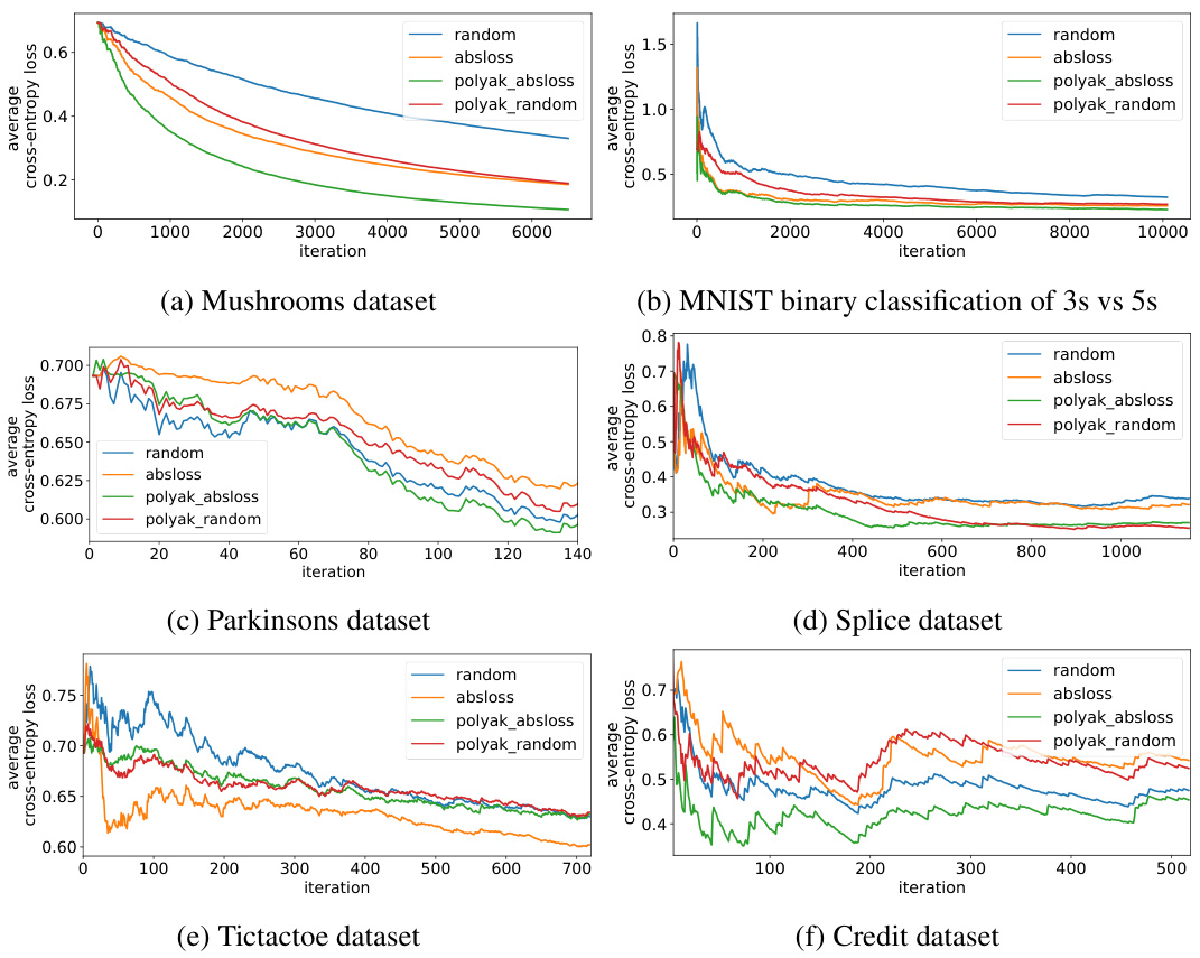 average
cross-entropy loss
0.6
0.4
0.2
random
absloss
polyak_absloss
polyak_random
0 1000 2000 3000 4000 5000 6000
iteration
(a) Mushrooms dataset
average
cross-entropy loss
1.5
1.0
0.5
random
absloss
polyak_absloss
polyak_random
0 2000 4000 6000 8000 10000
iteration
(b) MNIST binary classification of 3s vs 5s
average
cross-entropy loss
0.700
0.675
0.650
0.625
0.600
random
absloss
polyak_absloss
polyak_random
0 20 40 60 80 100 120 140
iteration
(c) Parkinsons dataset
average
cross-entropy loss
0.8
0.7
0.6
0.5
0.4
0.3
random
absloss
polyak_absloss
polyak_random
0 200 400 600 800 1000
iteration
(d) Splice dataset
average
cross-entropy loss
0.75
0.70
0.65
0.60
random
absloss
polyak_absloss
polyak_random
0 100 200 300 400 500 600 700
iteration
(e) Tictactoe dataset
average
cross-entropy loss
0.7
0.6
0.5
0.4
random
absloss
polyak_absloss
polyak_random
100 200 300 400 500
iteration
(f) Credit dataset